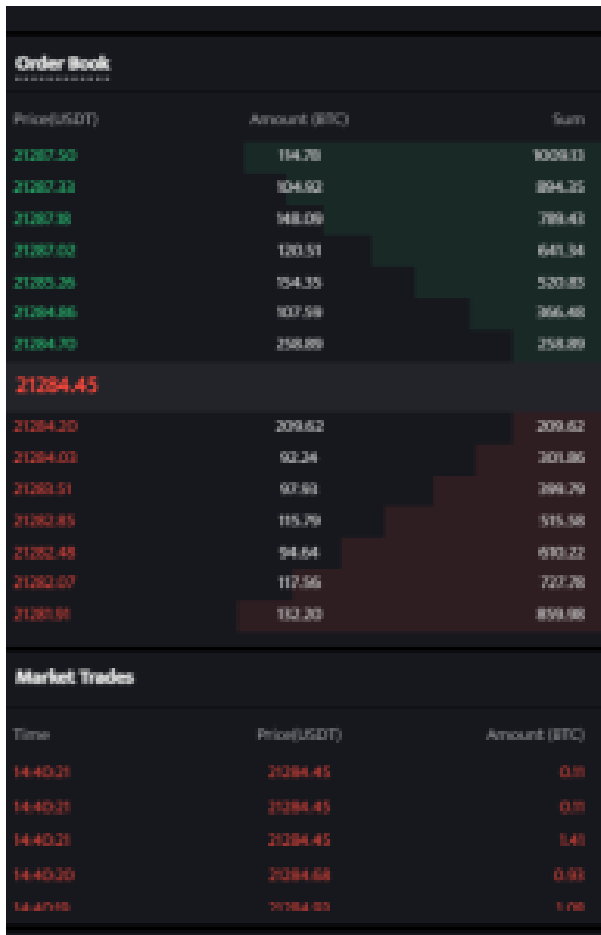 Order Book
Price(USDT) Amount (BTC) Sum
21287.50 114.78 1009.13
21287.33 104.92 894.35
21287.18 148.09 789.43
21287.02 120.51 641.34
21285.26 154.35 520.83
21284.86 107.59 366.48
21284.70 258.89 258.89
21284.45
21284.20 209.62 209.62
21284.03 92.24 301.86
21283.51 97.93 399.79
21282.85 115.79 515.58
21282.48 94.64 610.22
21282.07 117.56 727.78
21281.91 132.20 859.98
Market Trades
Time Price(USDT) Amount (BTC)
14:40:21 21284.45 0.11
14:40:21 21284.45 0.11
14:40:21 21284.45 1.41
14:40:20 21284.68 0.93
14:40:19